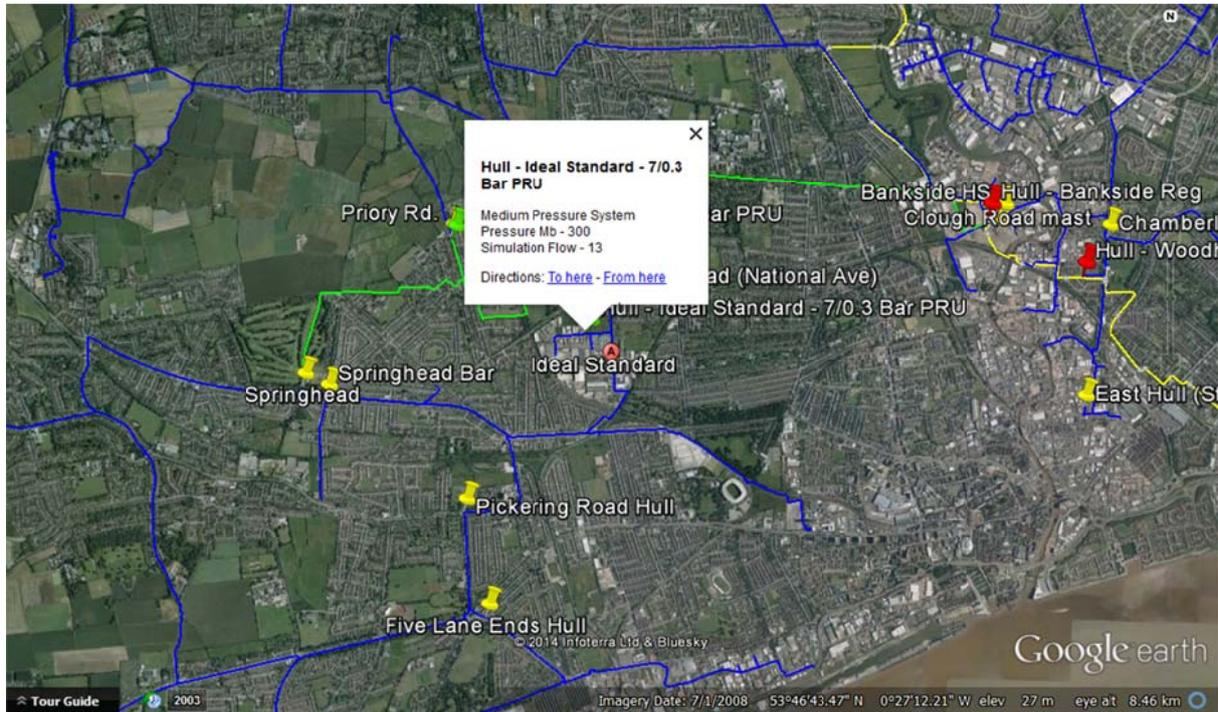 N
Hull - Ideal Standard - 7/0.3
Bar PRU
Medium Pressure System
Pressure Mb - 300
Simulation Flow - 13
Directions: To here - From here
Priory Rd.
ar PRU
Bankside HS Hull - Bankside Reg
Clough Road mast
Chamberl
Hull - Woodh
ad (National Ave)
Hull - Ideal Standard - 7/0.3 Bar PRU
A
Ideal Standard
Springhead Bar
Springhead
East Hull (St
Pickering Road Hull
Five Lane Ends Hull
© 2014 Infoterra Ltd & Bluesky
Google earth
Tour Guide
2003
Imagery Date: 7/1/2008 53°46'43.47" N 0°27'12.21" W elev 27 m eye alt 8.46 km